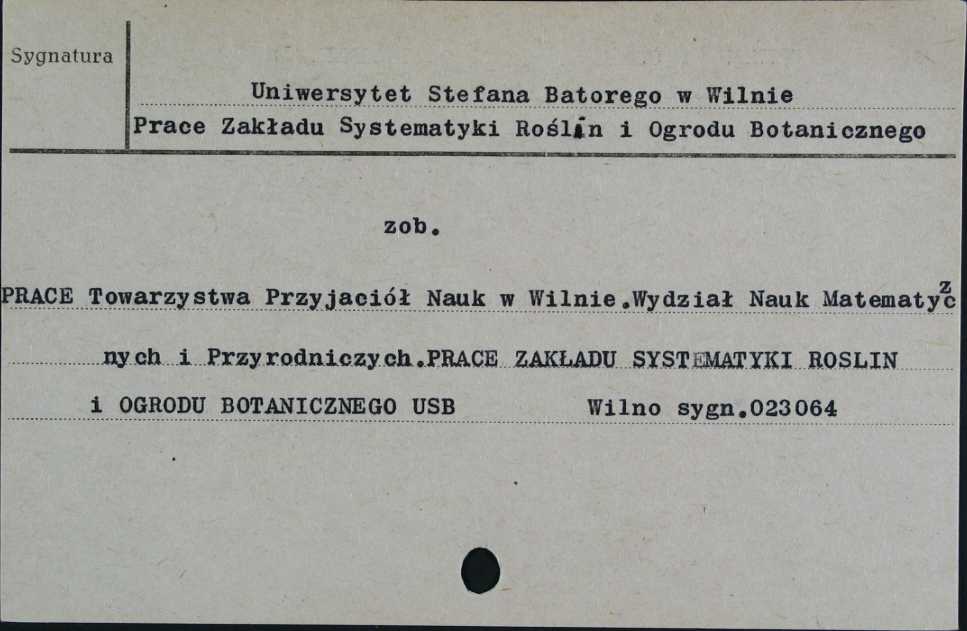 Sygnatura
Uniwersytet Stefana Batorego w Wilnie
Prace Zakładu Systematyki Roślin i Ogrodu Botanicznego
zob.
PRACE Towarzystwa Przyjaciół Nauk w Wilnie.Wydział Nauk Matematycz
nych i Przyrodniczych.PRACE ZAKŁADU SYSTEMATYKI ROSLIN
i OGRODU BOTANICZNEGO USB Wilno sygn.023064